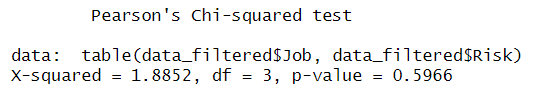 Pearson's Chi-squared test
data: table(data_filtered$Job, data_filtered$Risk)
X-squared = 1.8852, df = 3, p-value = 0.5966